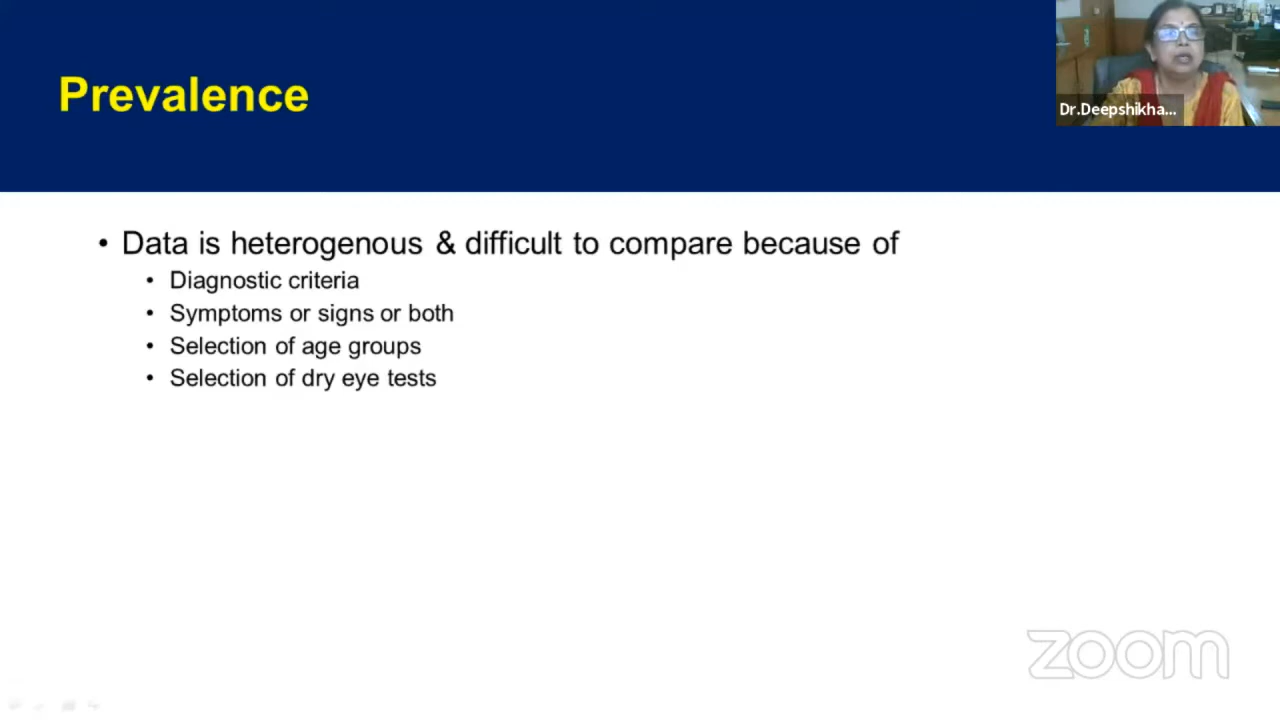 Prevalence
Dr.Deepshikha...
• Data is heterogenous & difficult to compare because of
• Diagnostic criteria
• Symptoms or signs or both
• Selection of age groups
• Selection of dry eye tests
zoom